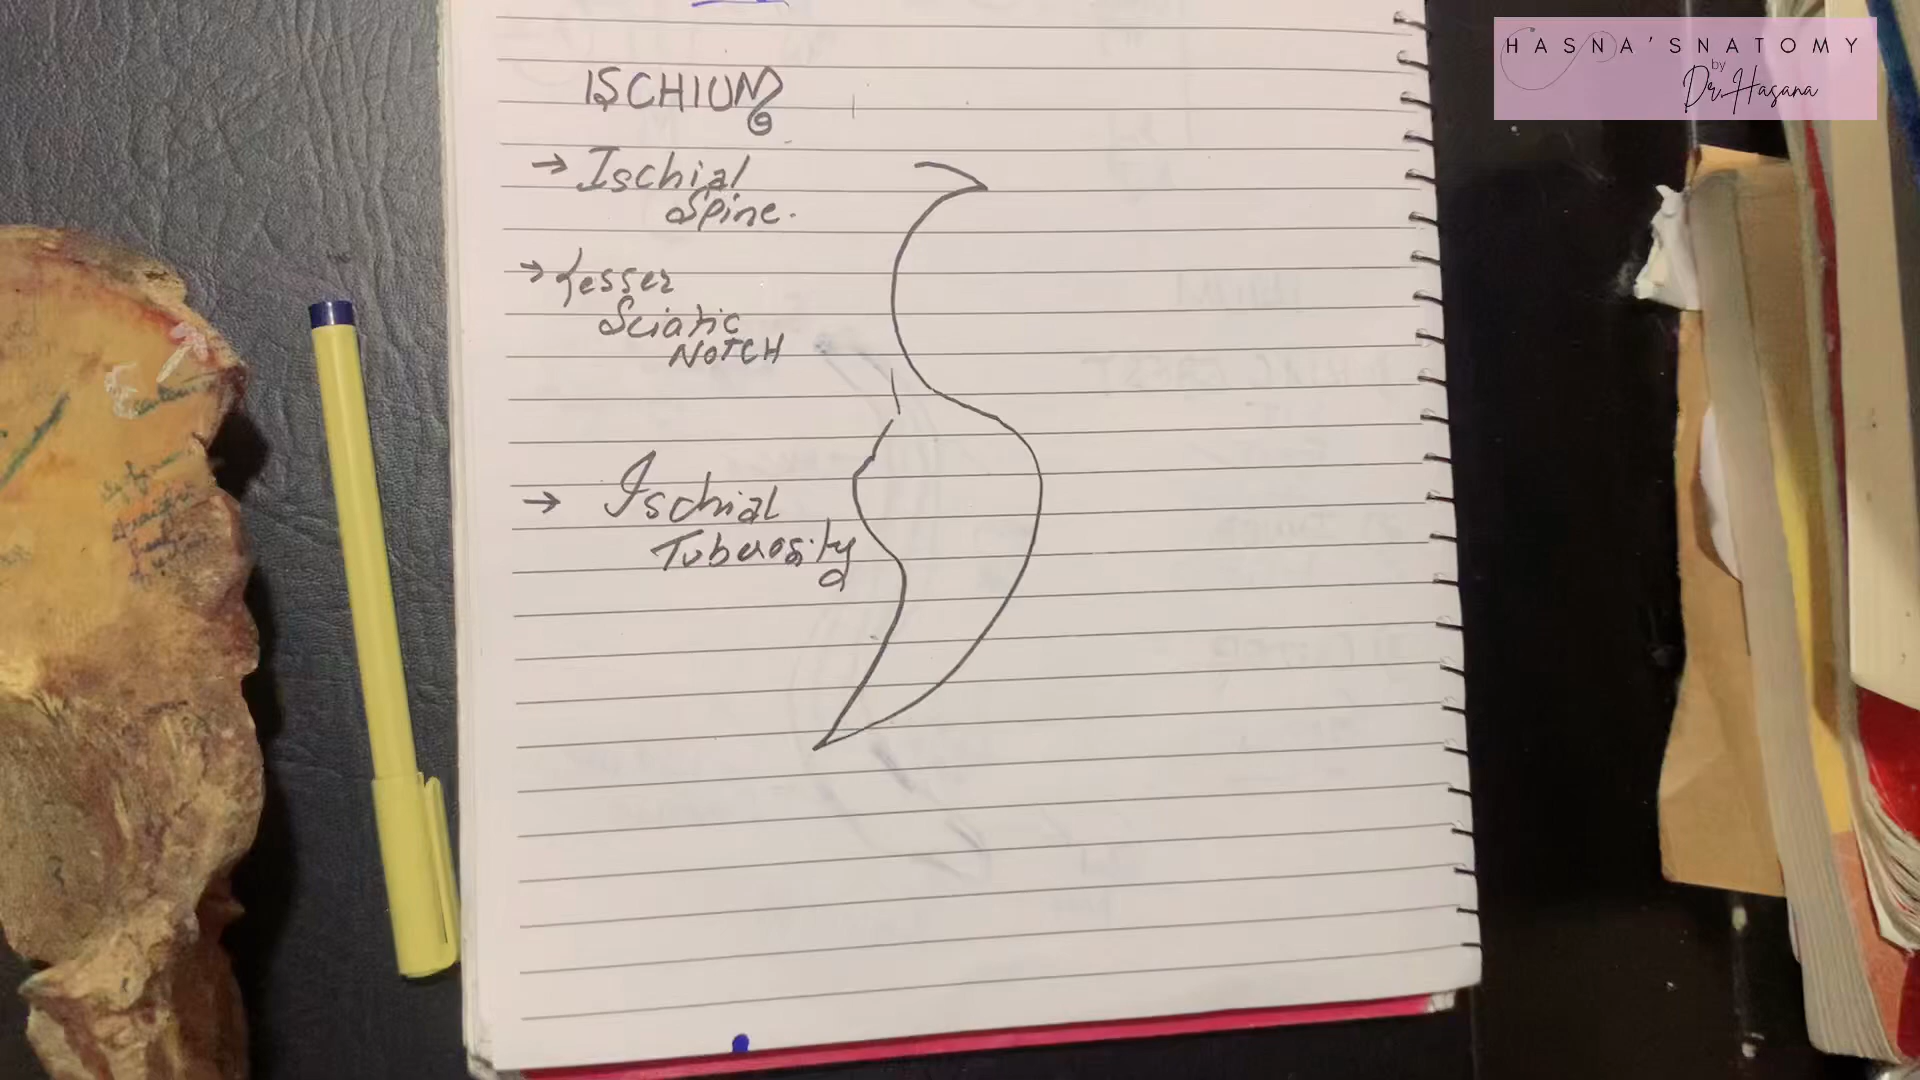 HASNA'SNATOMY
by
Dr.Hasana
ISCHIUM
→ Ischial
Spine.
→ Lesser
Sciatic
NOTCH
→ Ischial
Tuberosity